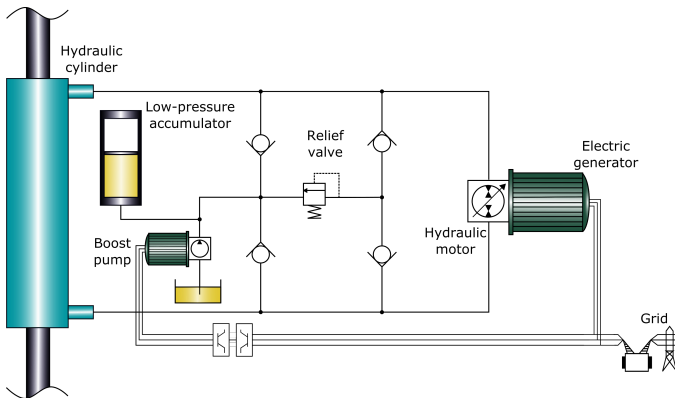 Hydraulic
cylinder
Low-pressure
accumulator
Relief
valve
Electric
generator
Boost
pump
Hydraulic
motor
Grid